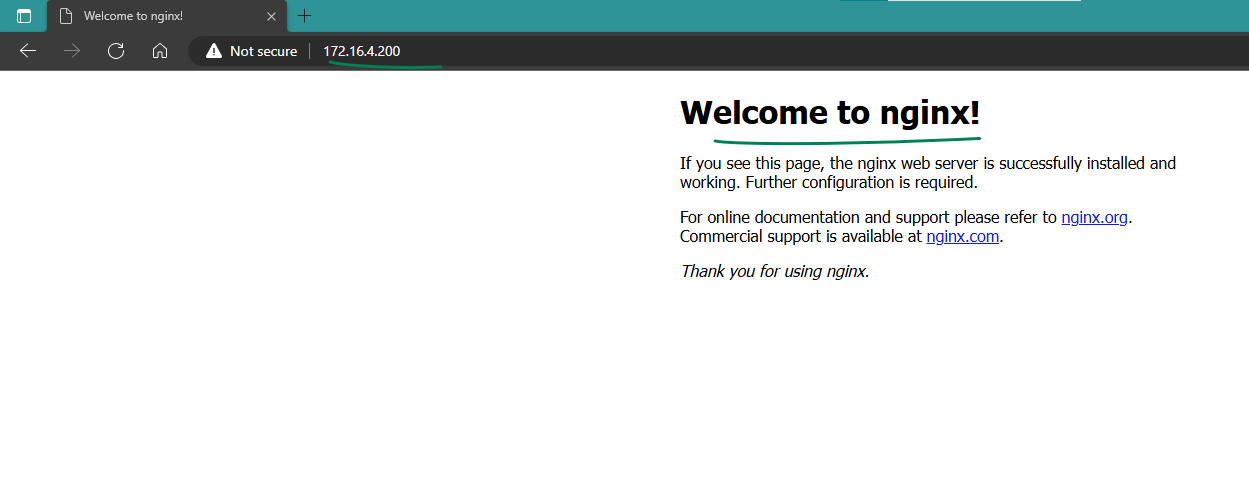 Welcome to nginx!
Not secure 172.16.4.200
Welcome to nginx!
If you see this page, the nginx web server is successfully installed and
working. Further configuration is required.
For online documentation and support please refer to nginx.org.
Commercial support is available at nginx.com.
Thank you for using nginx.